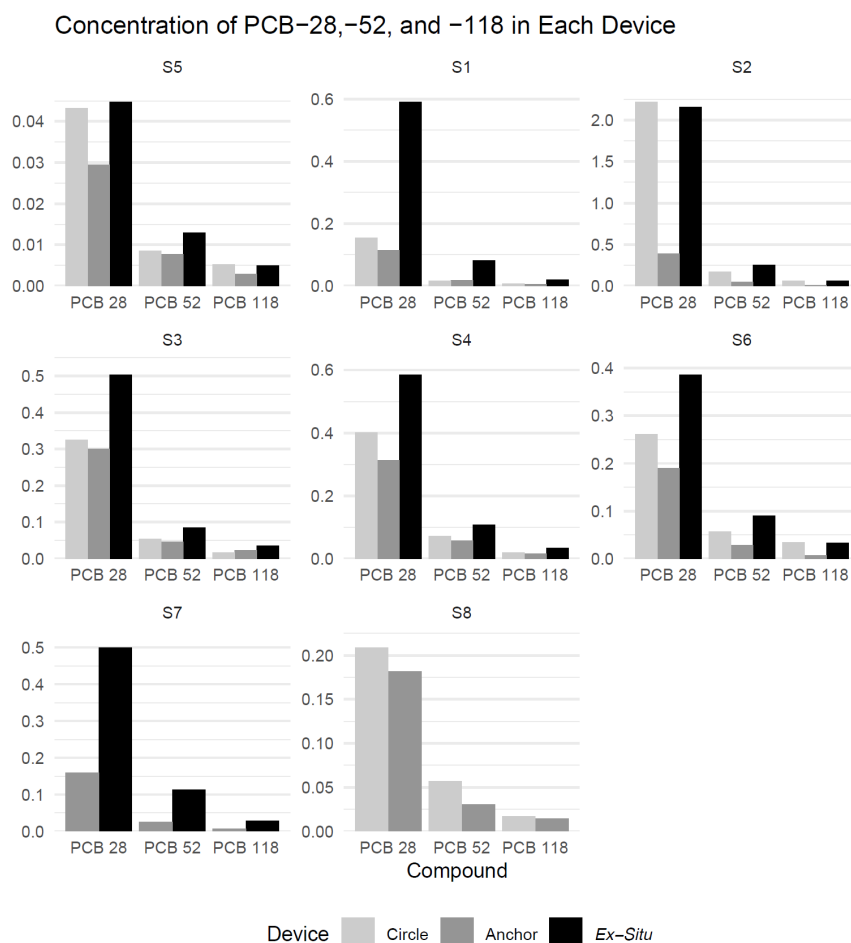 Concentration of PCB−28,−52, and −118 in Each Device
S5
S1
S2
0.04
0.03
0.02
0.01
0.00
PCB 28 PCB 52 PCB 118
0.6
0.4
0.2
0.0
PCB 28 PCB 52 PCB 118
2.0
1.5
1.0
0.5
0.0
PCB 28 PCB 52 PCB 118
S3
S4
S6
0.5
0.4
0.3
0.2
0.1
0.0
PCB 28 PCB 52 PCB 118
0.6
0.4
0.2
0.0
PCB 28 PCB 52 PCB 118
0.4
0.3
0.2
0.1
0.0
PCB 28 PCB 52 PCB 118
S7
S8
0.5
0.4
0.3
0.2
0.1
0.0
PCB 28 PCB 52 PCB 118
0.20
0.15
0.10
0.05
0.00
PCB 28 PCB 52 PCB 118
Compound
Device Circle Anchor Ex−Situ